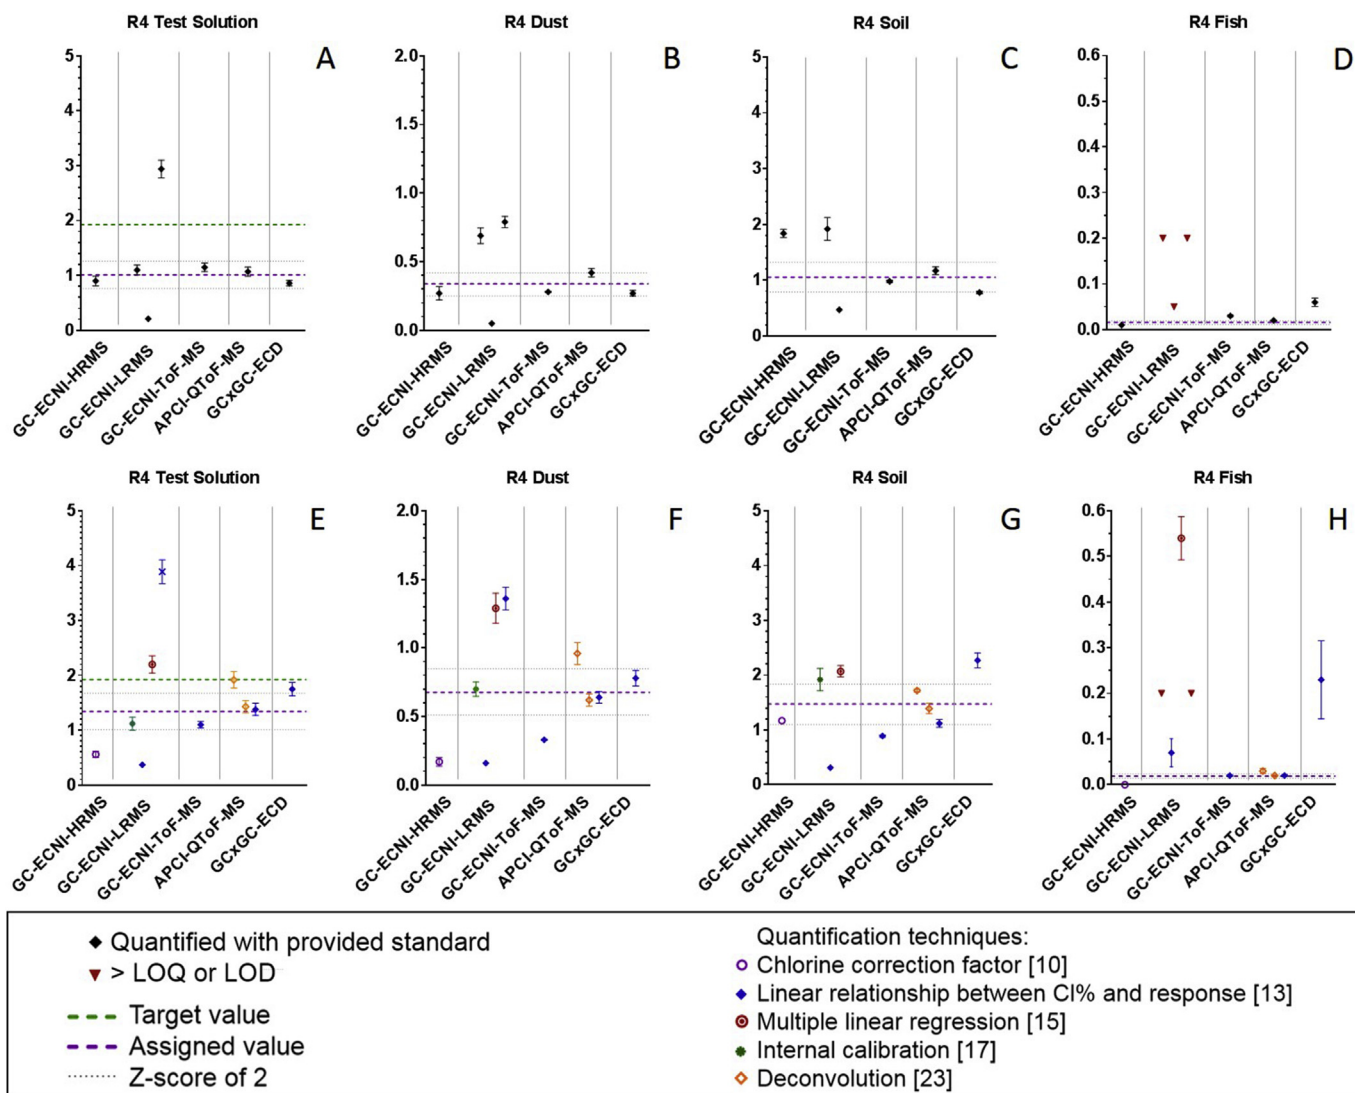 R4 Test Solution
A
5
4
3
2
1
0
GC-ECNI-HRMS
GC-ECNI-LRMS
GC-ECNI-ToF-MS
APCI-QToF-MS
GCxGC-ECD
R4 Dust
B
2.0
1.5
1.0
0.5
0.0
GC-ECNI-HRMS
GC-ECNI-LRMS
GC-ECNI-ToF-MS
APCI-QToF-MS
GCxGC-ECD
R4 Soil
C
5
4
3
2
1
0
GC-ECNI-HRMS
GC-ECNI-LRMS
GC-ECNI-ToF-MS
APCI-QToF-MS
GCxGC-ECD
R4 Fish
D
0.6
0.5
0.4
0.3
0.2
0.1
0.0
GC-ECNI-HRMS
GC-ECNI-LRMS
GC-ECNI-ToF-MS
APCI-QToF-MS
GCxGC-ECD
R4 Test Solution
E
5
4
3
2
1
0
GC-ECNI-HRMS
GC-ECNI-LRMS
GC-ECNI-ToF-MS
APCI-QToF-MS
GCxGC-ECD
R4 Dust
F
2.0
1.5
1.0
0.5
0.0
GC-ECNI-HRMS
GC-ECNI-LRMS
GC-ECNI-ToF-MS
APCI-QToF-MS
GCxGC-ECD
R4 Soil
G
5
4
3
2
1
0
GC-ECNI-HRMS
GC-ECNI-LRMS
GC-ECNI-ToF-MS
APCI-QToF-MS
GCxGC-ECD
R4 Fish
H
0.6
0.5
0.4
0.3
0.2
0.1
0.0
GC-ECNI-HRMS
GC-ECNI-LRMS
GC-ECNI-ToF-MS
APCI-QToF-MS
GCxGC-ECD
Quantified with provided standard
> LOQ or LOD
Target value
Assigned value
Z-score of 2
Quantification techniques:
Chlorine correction factor [10]
Linear relationship between Cl% and response [13]
Multiple linear regression [15]
Internal calibration [17]
Deconvolution [23]